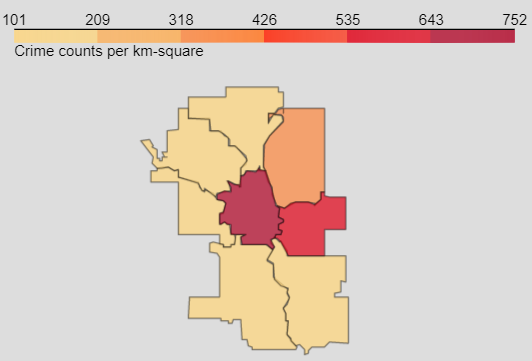 101 209 318 426 535 643 752
Crime counts per km-square